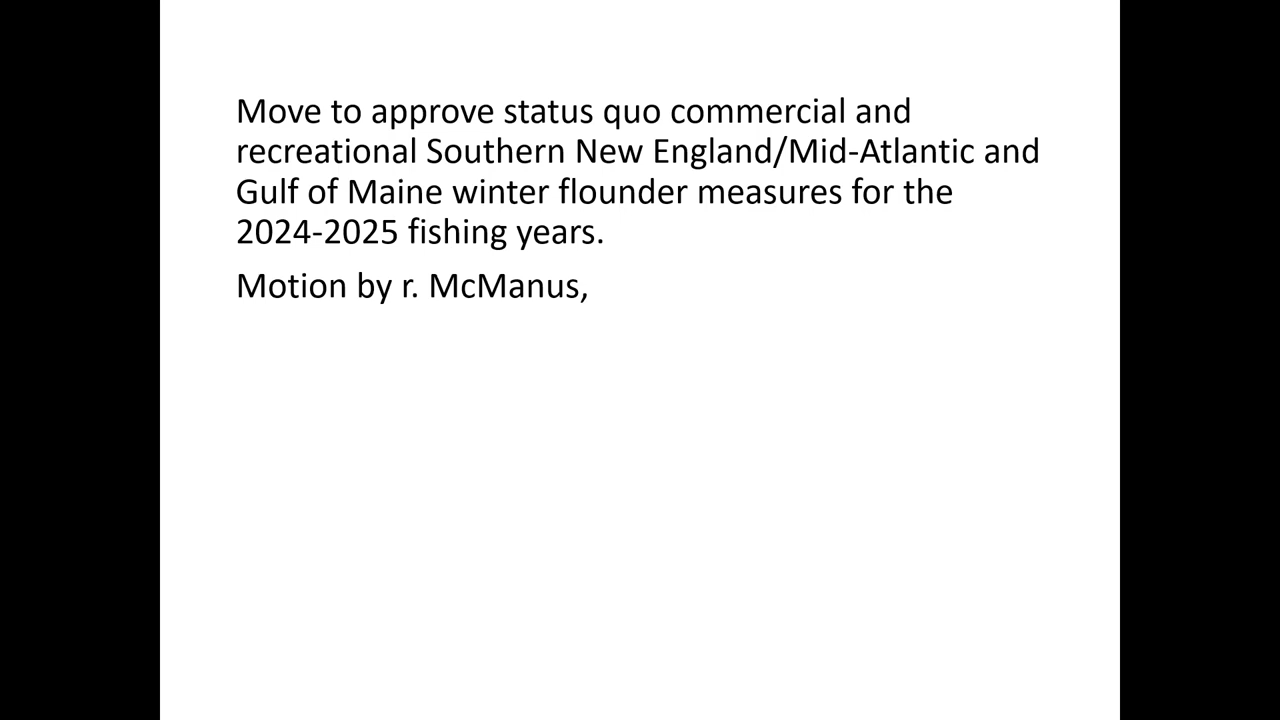 Move to approve status quo commercial and
recreational Southern New England/Mid-Atlantic and
Gulf of Maine winter flounder measures for the
2024-2025 fishing years.
Motion by r. McManus,